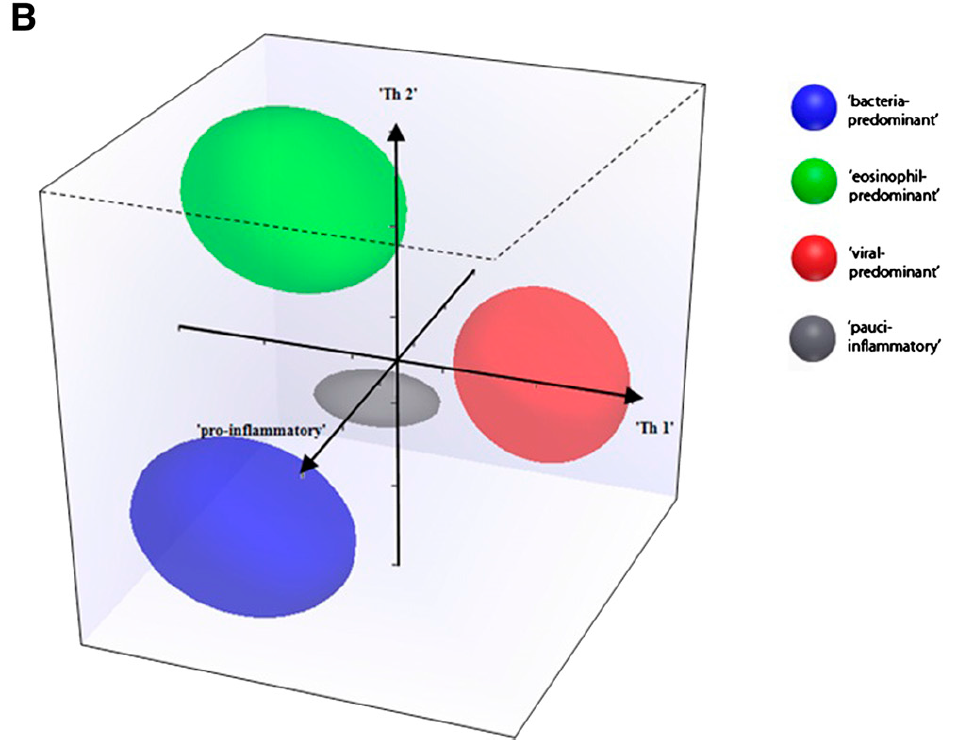 B
'Th 2'
'bacteria-
predominant'
'eosinophil-
predominant'
'viral-
predominant'
'pauci-
inflammatory'
'pro-inflammatory'
'Th 1'